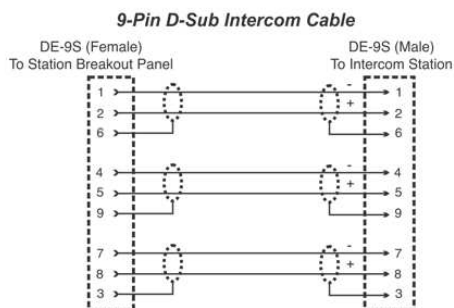 9-Pin D-Sub Intercom Cable
DE-9S (Female)
To Station Breakout Panel
DE-9S (Male)
To Intercom Station
1 - 1
2 + 2
6 6
4 - 4
5 + 5
9 9
7 - 7
8 + 8
3 3